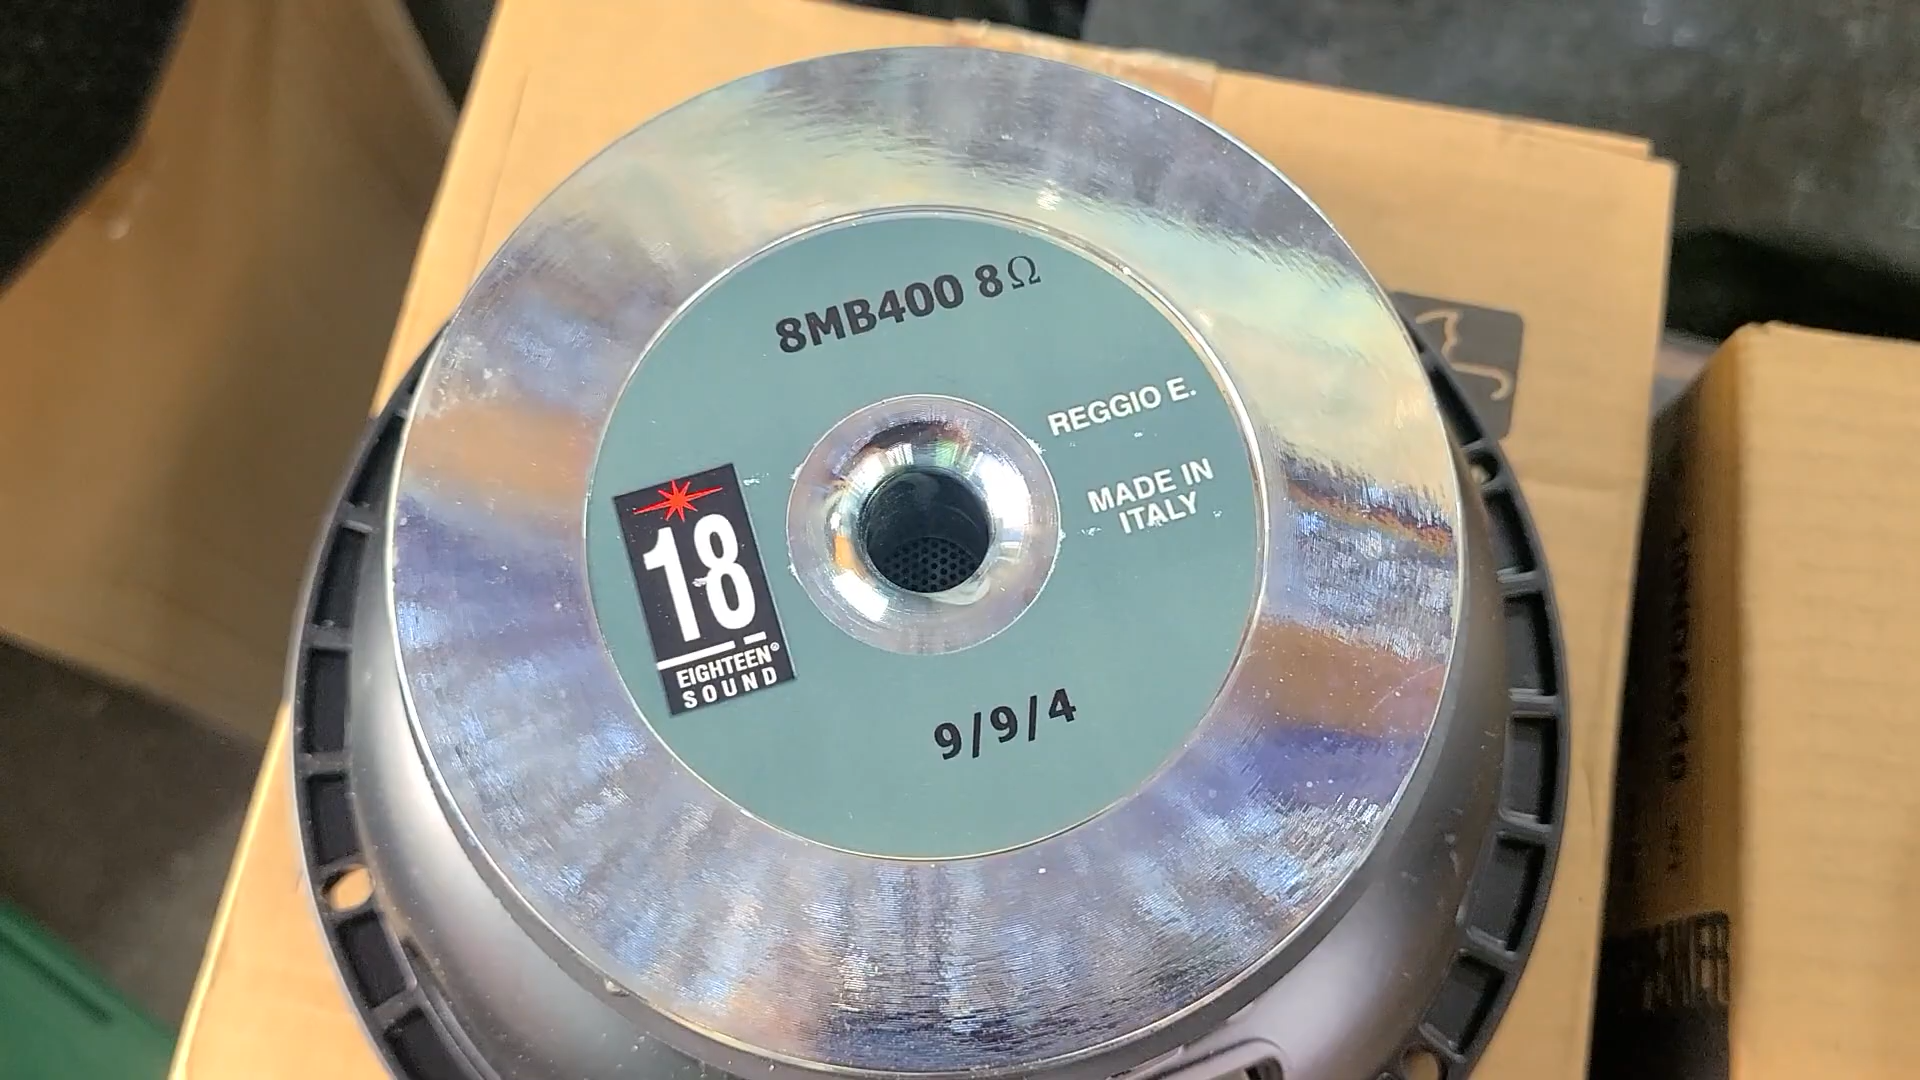 8MB400 8Ω
REGGIO E.
MADE IN
ITALY
18
EIGHTEEN®
SOUND
9/9/4